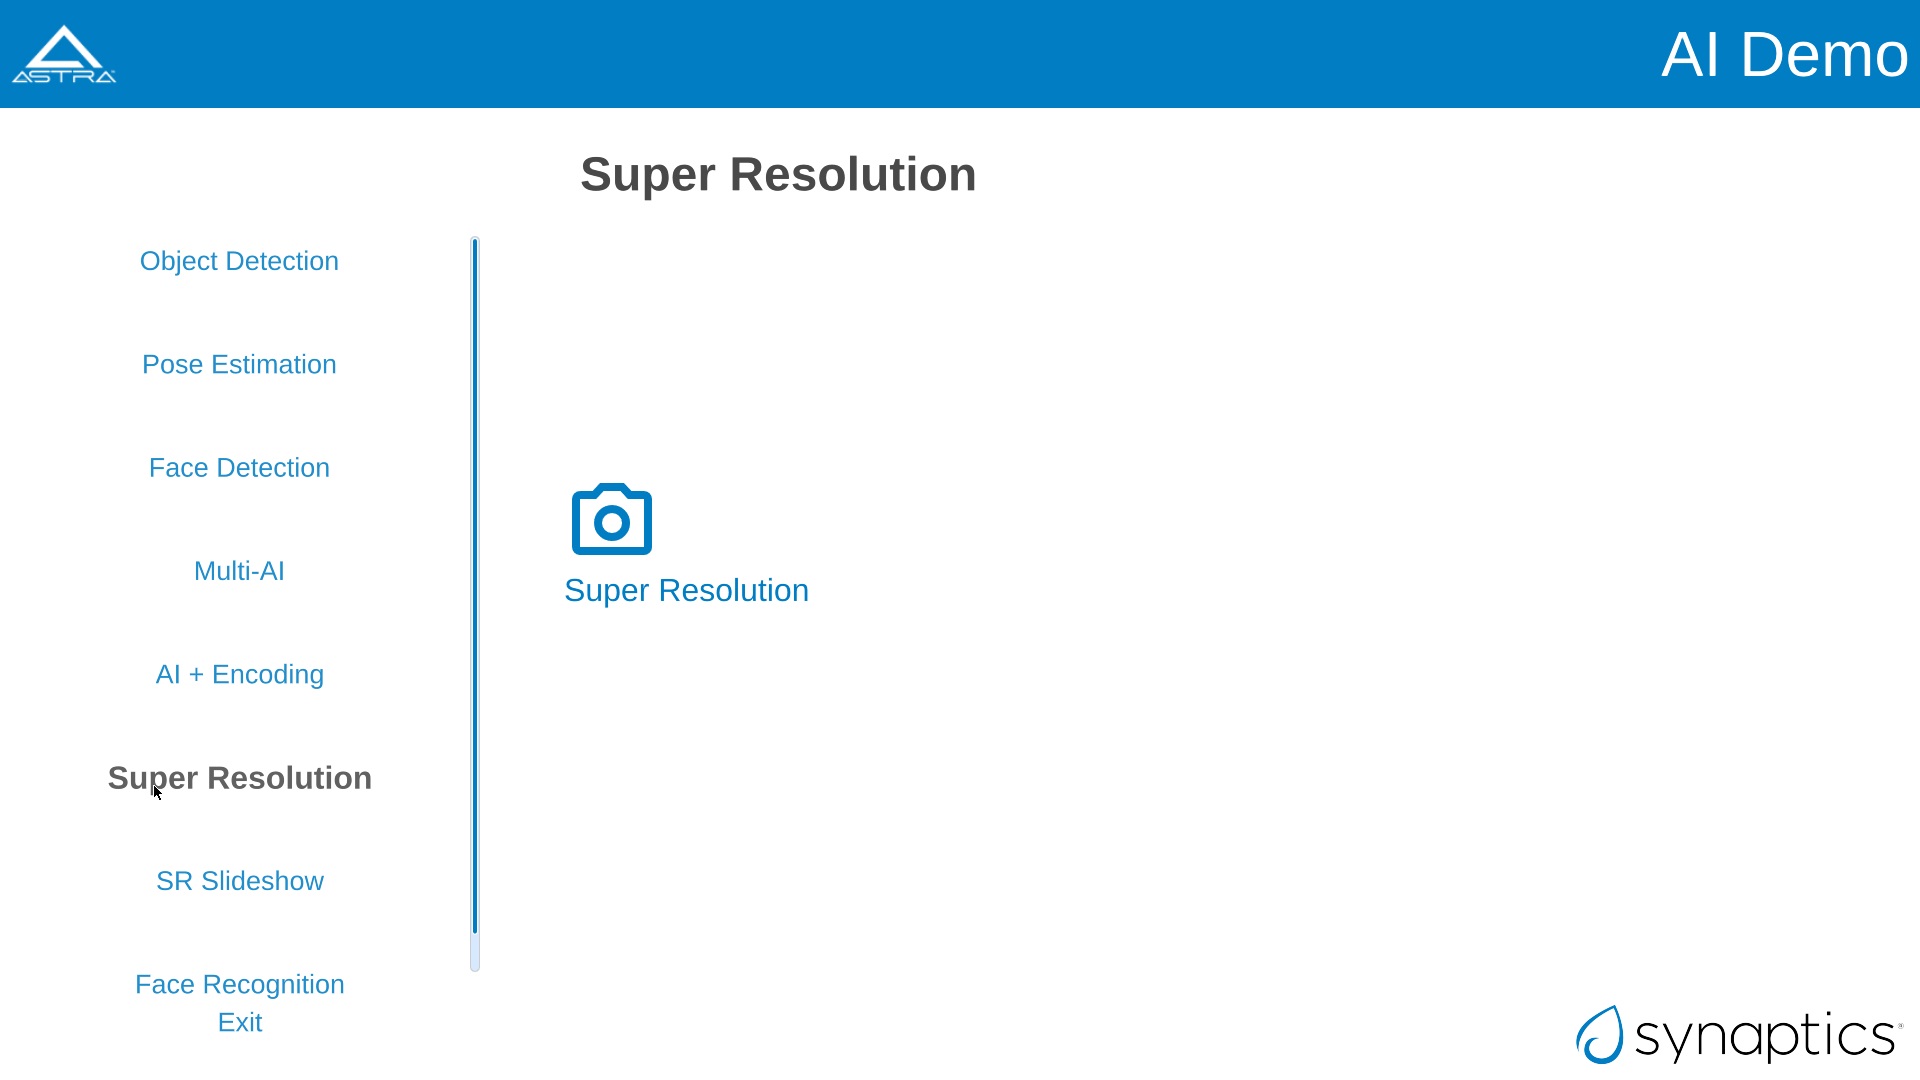 ASTRA
AI Demo
Super Resolution
Object Detection
Pose Estimation
Face Detection
Multi-AI
AI + Encoding
Super Resolution
SR Slideshow
Face Recognition
Exit
Super Resolution
synaptics